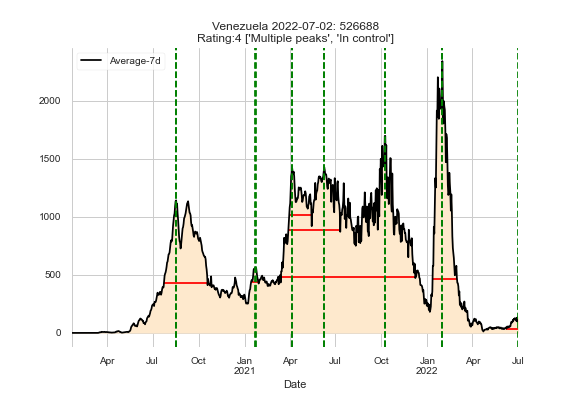 Venezuela 2022-07-02: 526688
Rating:4 ['Multiple peaks', 'In control']
Average-7d
2000
1500
1000
500
0
Apr Jul Oct Jan Apr Jul Oct Jan Apr Jul
2021 2022
Date